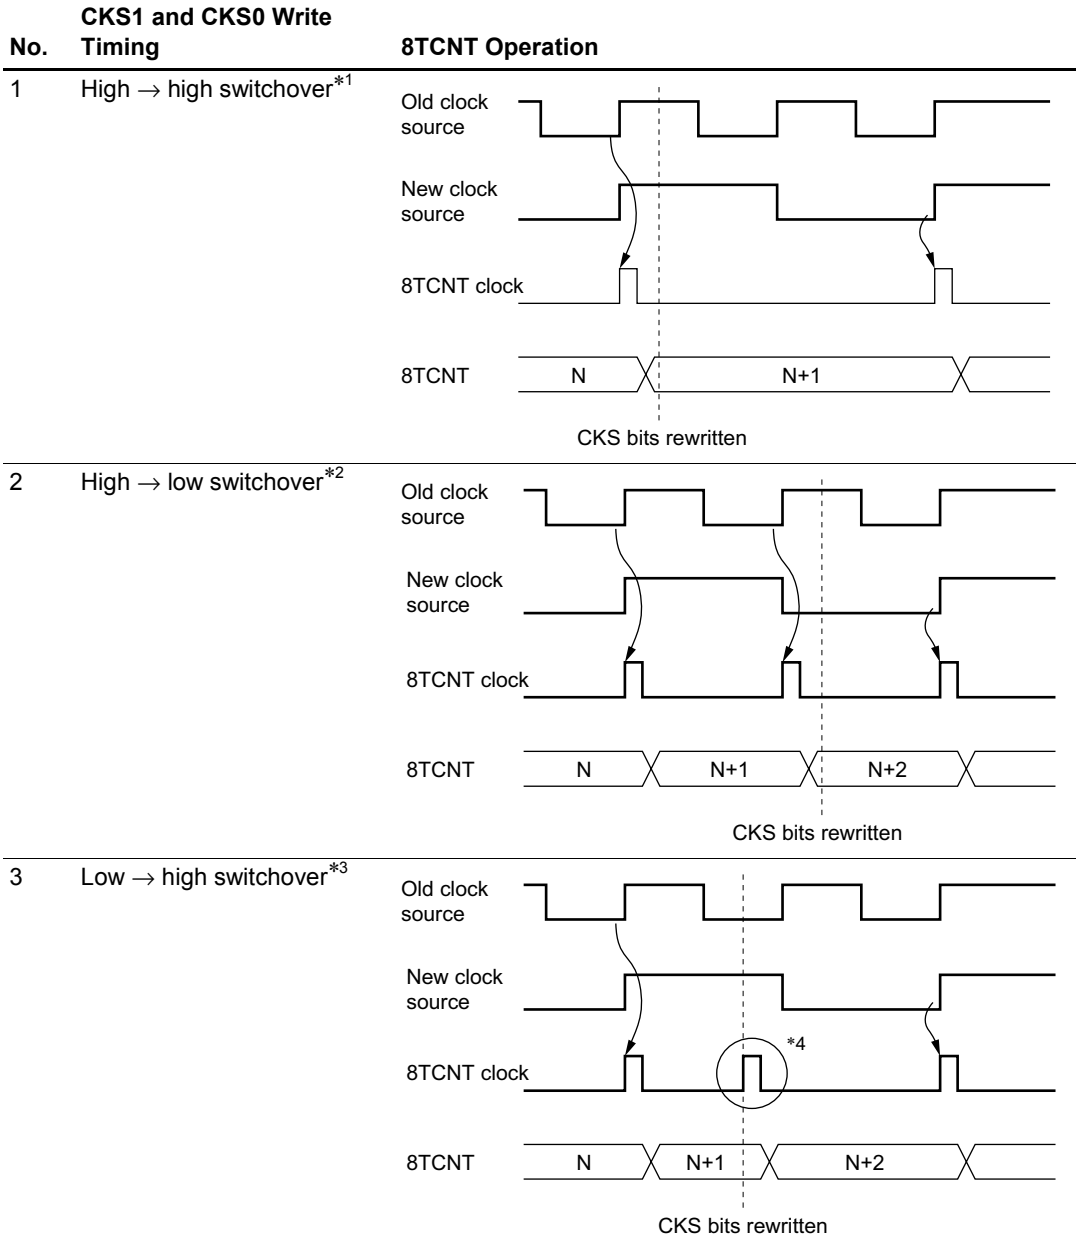 No. CKS1 and CKS0 Write Timing 8TCNT Operation
1 High → high switchover*1
Old clock source
New clock source
8TCNT clock
8TCNT N N+1
CKS bits rewritten
2 High → low switchover*2
Old clock source
New clock source
8TCNT clock
8TCNT N N+1 N+2
CKS bits rewritten
3 Low → high switchover*3
Old clock source
New clock source
*4
8TCNT clock
8TCNT N N+1 N+2
CKS bits rewritten